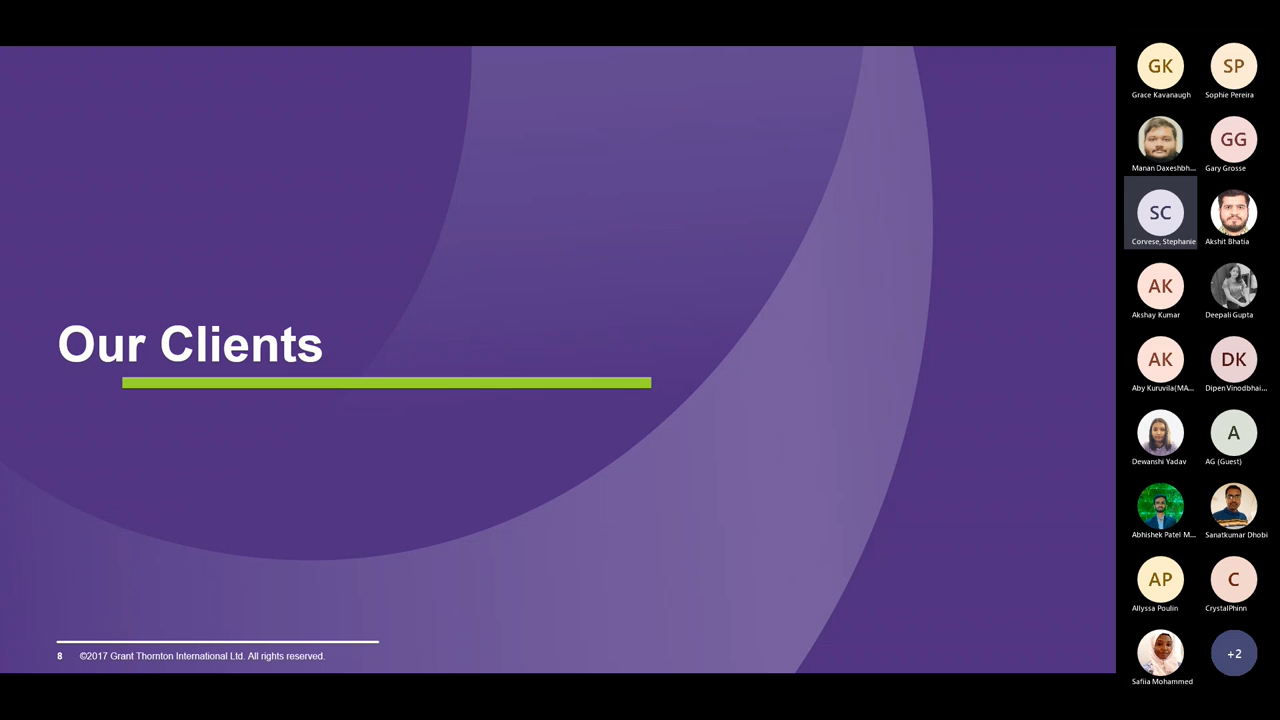 Our Clients
8 ©2017 Grant Thornton International Ltd. All rights reserved.
GK SP
Grace Kavanaugh Sophie Pereira
GG
Manan Daxeshbh... Gary Grosse
SC
Corvese, Stephanie Akshit Bhatia
AK
Akshay Kumar Deepali Gupta
AK DK
Aby Kuruvila(MA... Dipen Vinodbhai...
A
Dewanshi Yadav AG (Guest)
Abhishek Patel M... Sanatkumar Dhobi
AP C
Allyssa Poulin CrystalPhinn
+2
Safiia Mohammed